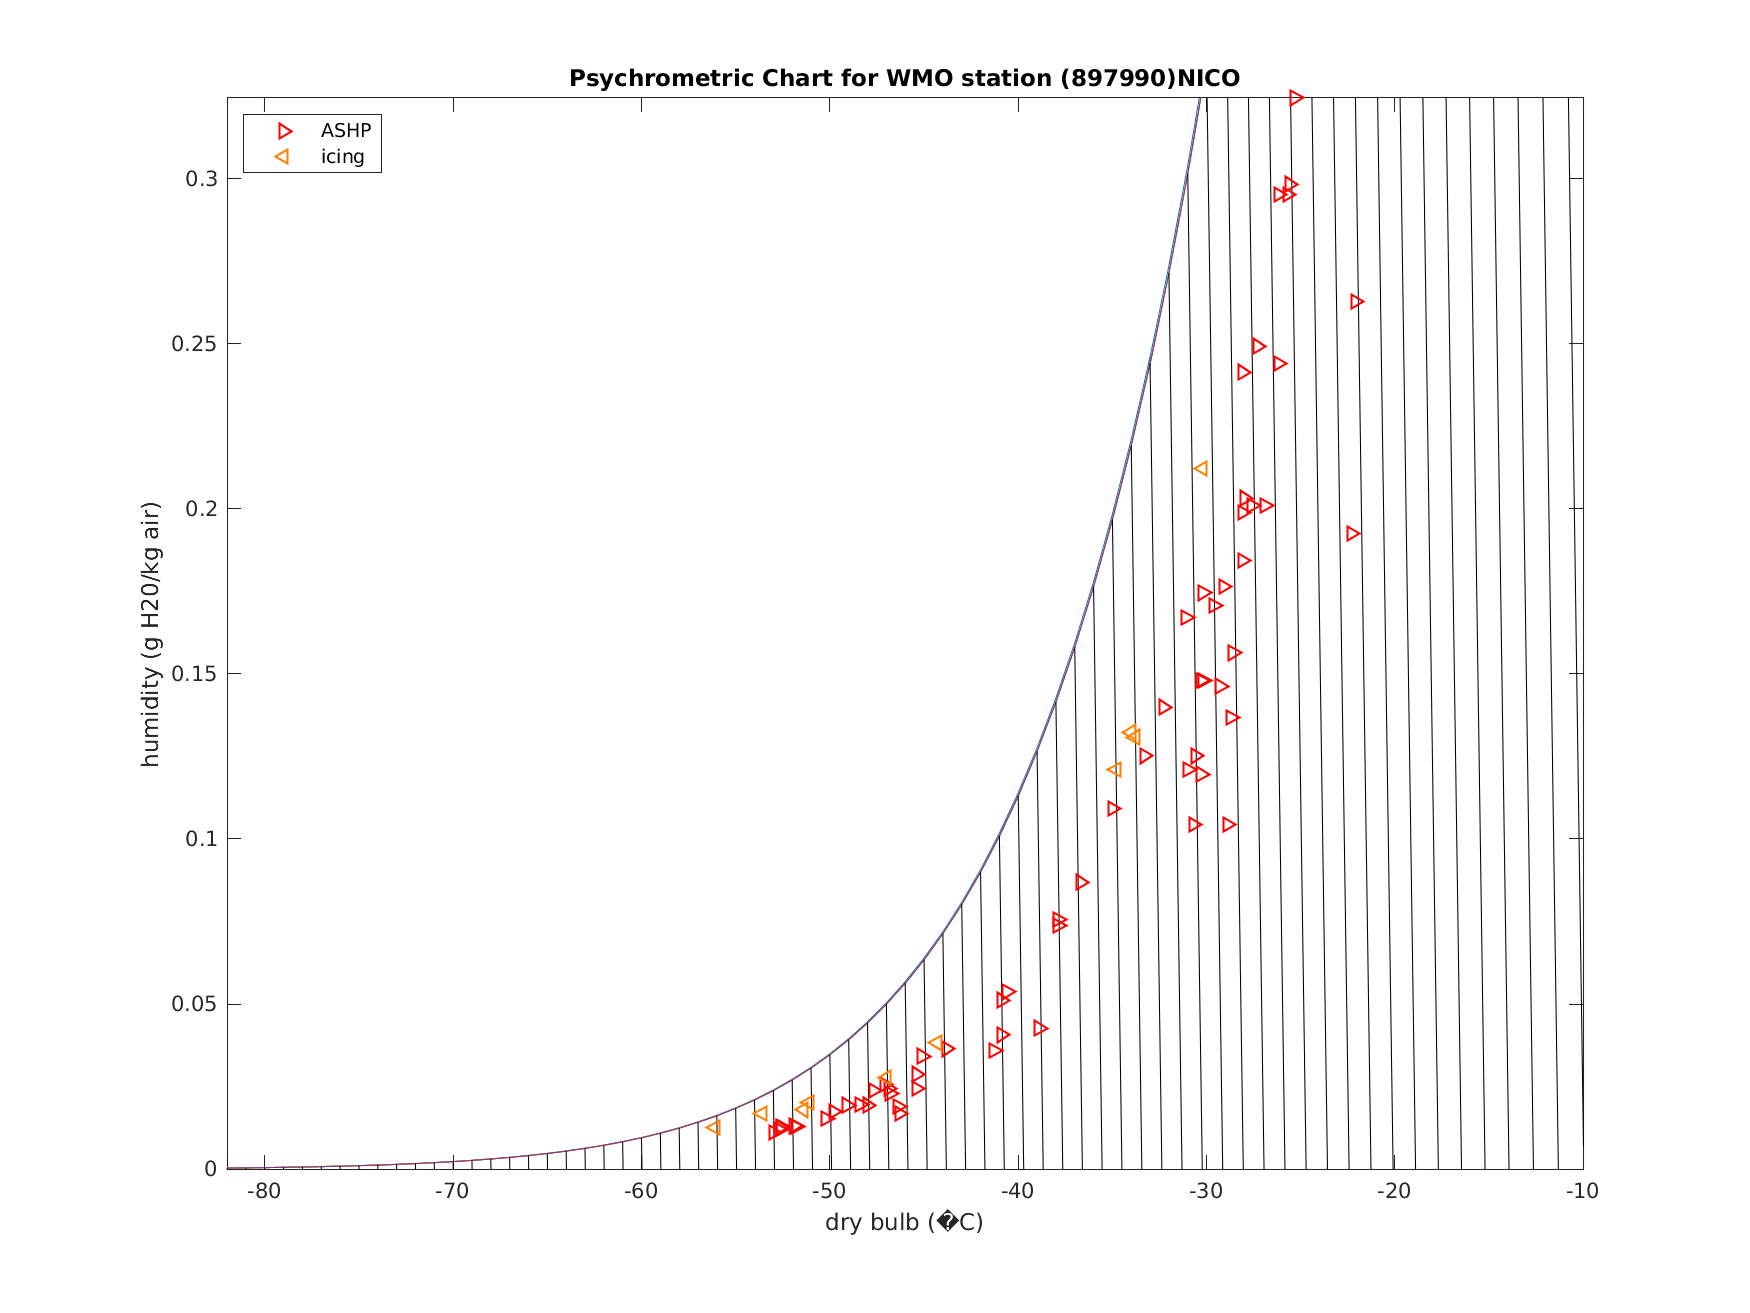 Psychrometric Chart for WMO station (897990)NICO
ASHP
icing
0.3
0.25
0.2
0.15
0.1
0.05
0
humidity (g H20/kg air)
-80 -70 -60 -50 -40 -30 -20 -10
dry bulb (�C)